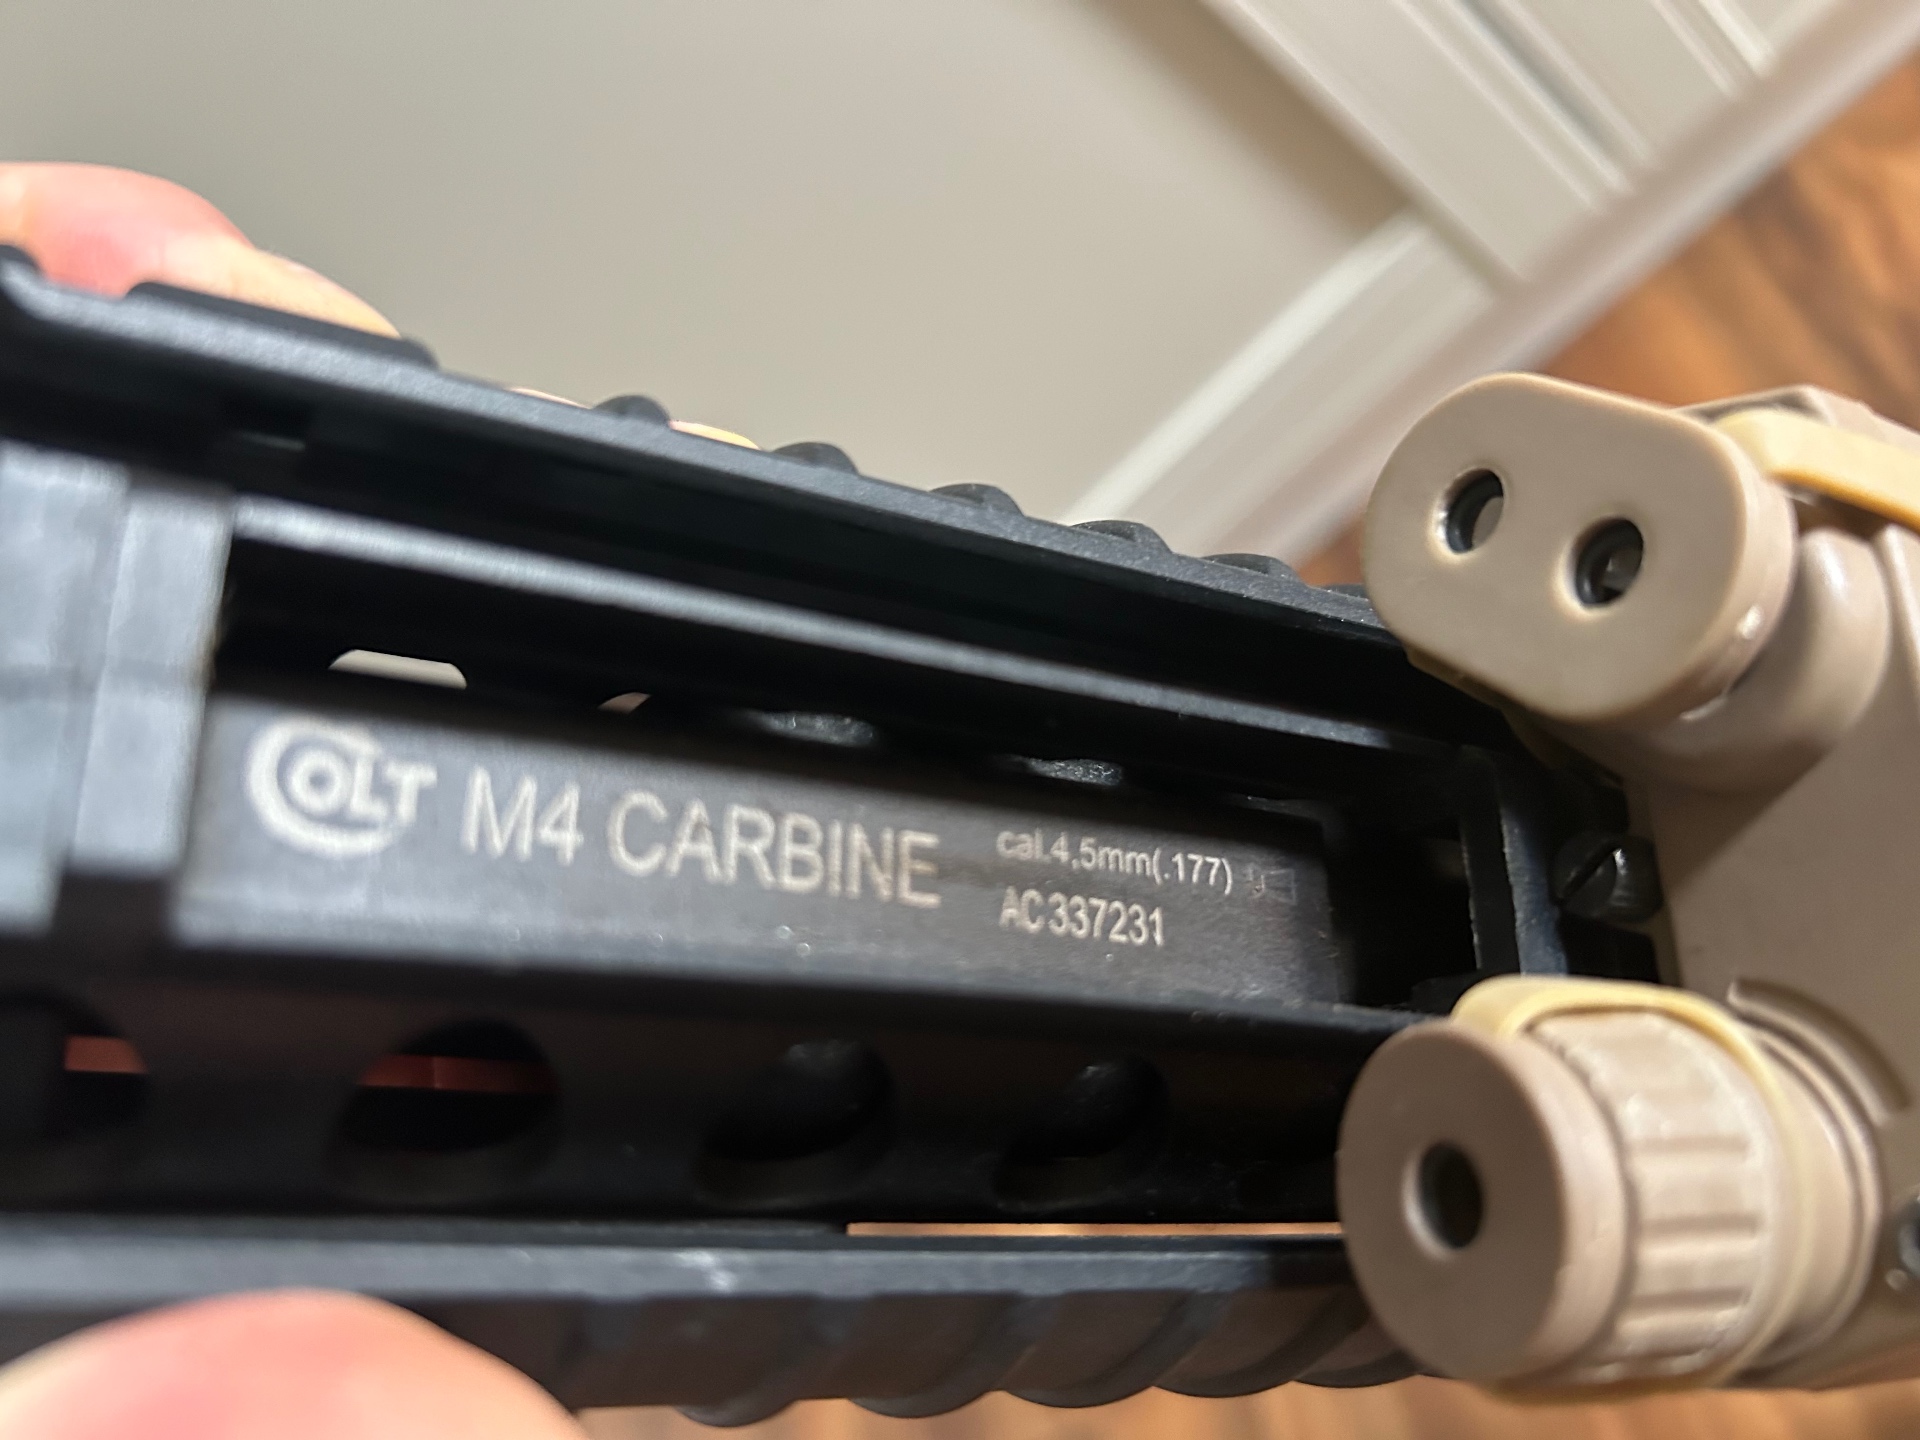 COLT M4 CARBINE cal.4,5mm(.177)
AC337231